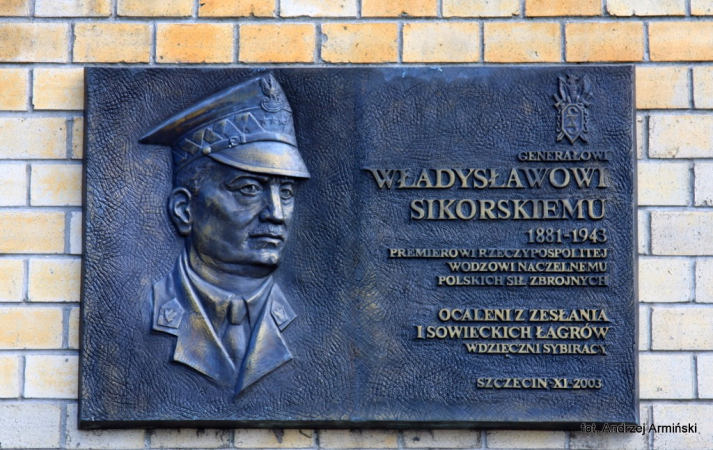 GENERAŁOWI
WŁADYSŁAWOWI
SIKORSKIEMU
1881-1943
PREMIEROWI RZECZYPOSPOLITEJ
WODZOWI NACZELNEMU
POLSKICH SIŁ ZBROJNYCH
OCALENI Z ZESŁANIA
I SOWIECKICH ŁAGRÓW
WDZIĘCZNI SYBIRACY
SZCZECIN-XI-2003
fot. Andrzej Armiński